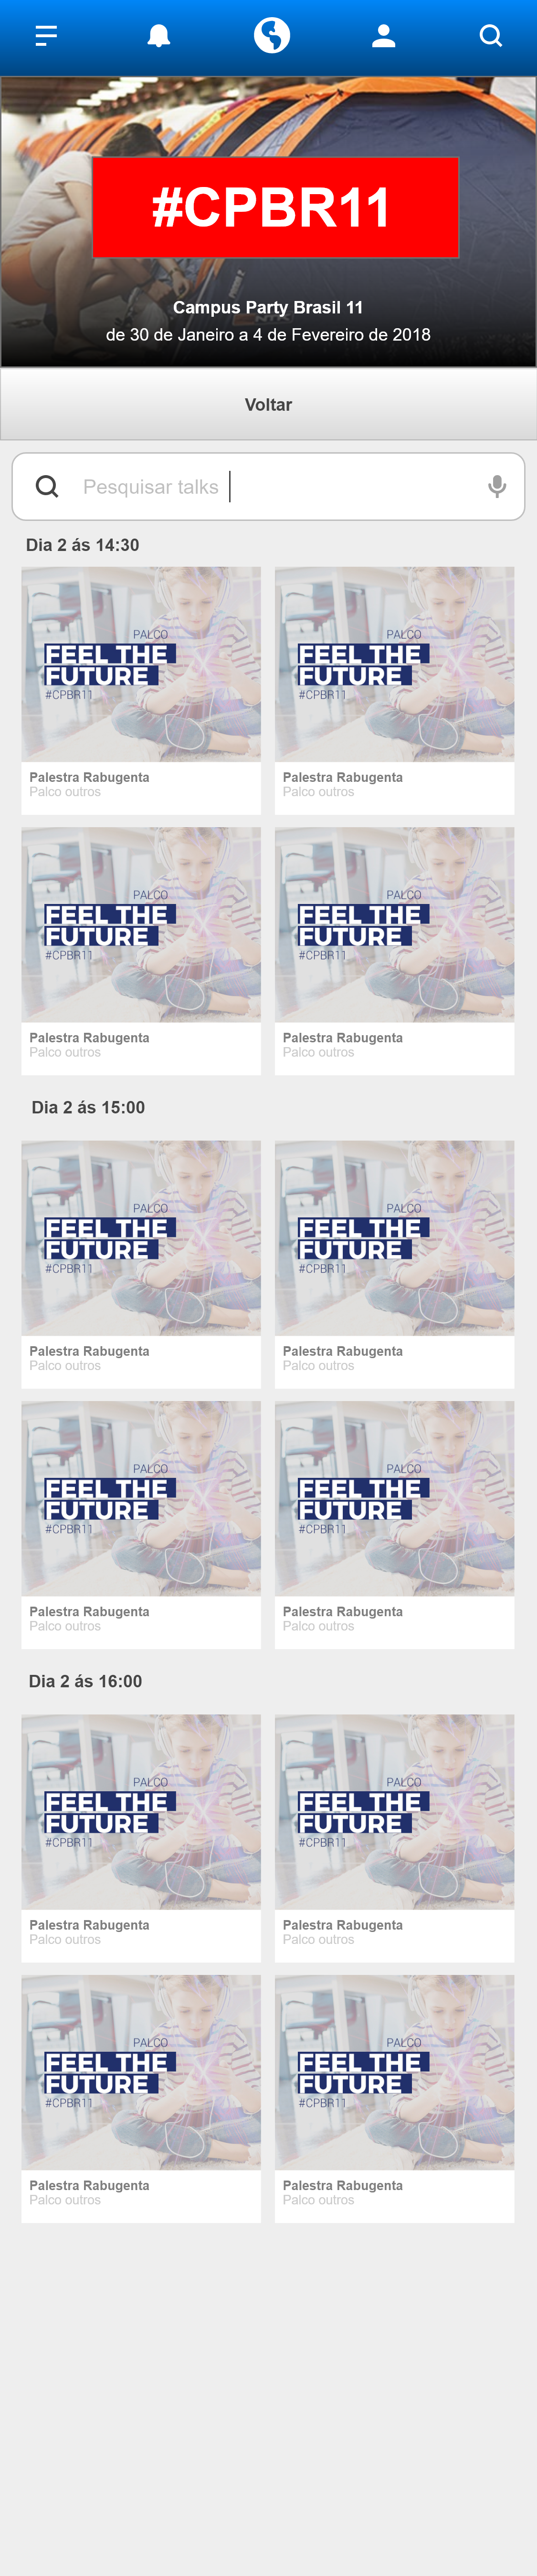 #CPBR11
Campus Party Brasil 11
de 30 de Janeiro a 4 de Fevereiro de 2018
Voltar
Pesquisar talks
Dia 2 ás 14:30
PALCO
FEEL THE
FUTURE
#CPBR11
Palestra Rabugenta
Palco outros
PALCO
FEEL THE
FUTURE
#CPBR11
Palestra Rabugenta
Palco outros
PALCO
FEEL THE
FUTURE
#CPBR11
Palestra Rabugenta
Palco outros
PALCO
FEEL THE
FUTURE
#CPBR11
Palestra Rabugenta
Palco outros
Dia 2 ás 15:00
PALCO
FEEL THE
FUTURE
#CPBR11
Palestra Rabugenta
Palco outros
PALCO
FEEL THE
FUTURE
#CPBR11
Palestra Rabugenta
Palco outros
PALCO
FEEL THE
FUTURE
#CPBR11
Palestra Rabugenta
Palco outros
PALCO
FEEL THE
FUTURE
#CPBR11
Palestra Rabugenta
Palco outros
Dia 2 ás 16:00
PALCO
FEEL THE
FUTURE
#CPBR11
Palestra Rabugenta
Palco outros
PALCO
FEEL THE
FUTURE
#CPBR11
Palestra Rabugenta
Palco outros
PALCO
FEEL THE
FUTURE
#CPBR11
Palestra Rabugenta
Palco outros
PALCO
FEEL THE
FUTURE
#CPBR11
Palestra Rabugenta
Palco outros